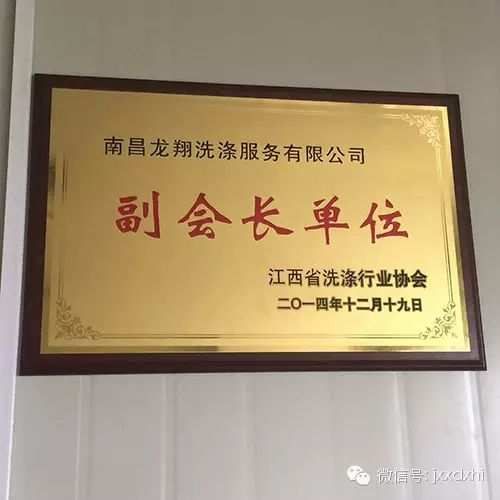 南昌龙翔洗涤服务有限公司
副会长单位
江西省洗涤行业协会
二〇一四年十二月十九日
微信号: jxxdxhi